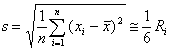 s = √( (1/n) ∑_{i=1}^{n} (x_i − x̅)² ) ≅ (1/6) R_i